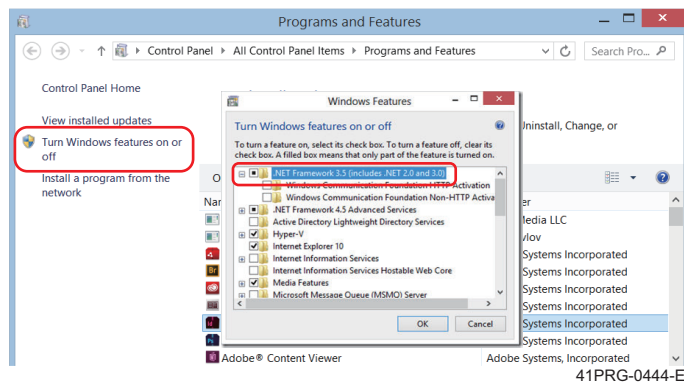 Programs and Features
Control Panel ▸ All Control Panel Items ▸ Programs and Features
Search Pro...
Control Panel Home
View installed updates
Turn Windows features on or
off
Install a program from the
network
Windows Features
Turn Windows features on or off
To turn a feature on, select its check box. To turn a feature off, clear its
check box. A filled box means that only part of the feature is turned on.
.NET Framework 3.5 (includes .NET 2.0 and 3.0)
Windows Communication Foundation HTTP Activation
Windows Communication Foundation Non-HTTP Activa
.NET Framework 4.5 Advanced Services
Active Directory Lightweight Directory Services
Hyper-V
Internet Explorer 10
Internet Information Services
Internet Information Services Hostable Web Core
Media Features
Microsoft Message Queue (MSMO) Server
OK
Cancel
Uninstall, Change, or
O
Nar
er
Media LLC
vlov
Systems Incorporated
Systems Incorporated
Systems Incorporated
Systems Incorporated
Systems Incorporated
Systems Incorporated
Adobe® Content Viewer
Adobe Systems, Incorporated
41PRG-0444-E